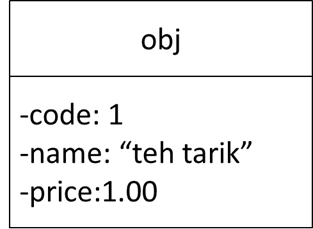 obj
-code: 1
-name: “teh tarik”
-price:1.00